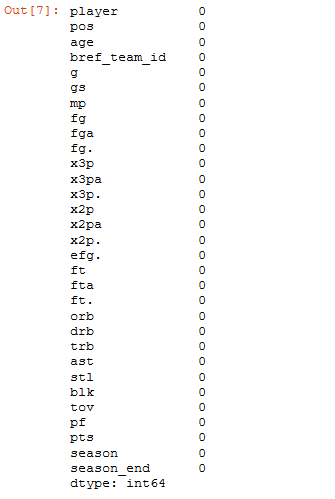 Out[7]: player 0
pos 0
age 0
bref_team_id 0
g 0
gs 0
mp 0
fg 0
fga 0
fg. 0
x3p 0
x3pa 0
x3p. 0
x2p 0
x2pa 0
x2p. 0
efg. 0
ft 0
fta 0
ft. 0
orb 0
drb 0
trb 0
ast 0
stl 0
blk 0
tov 0
pf 0
pts 0
season 0
season_end 0
dtype: int64